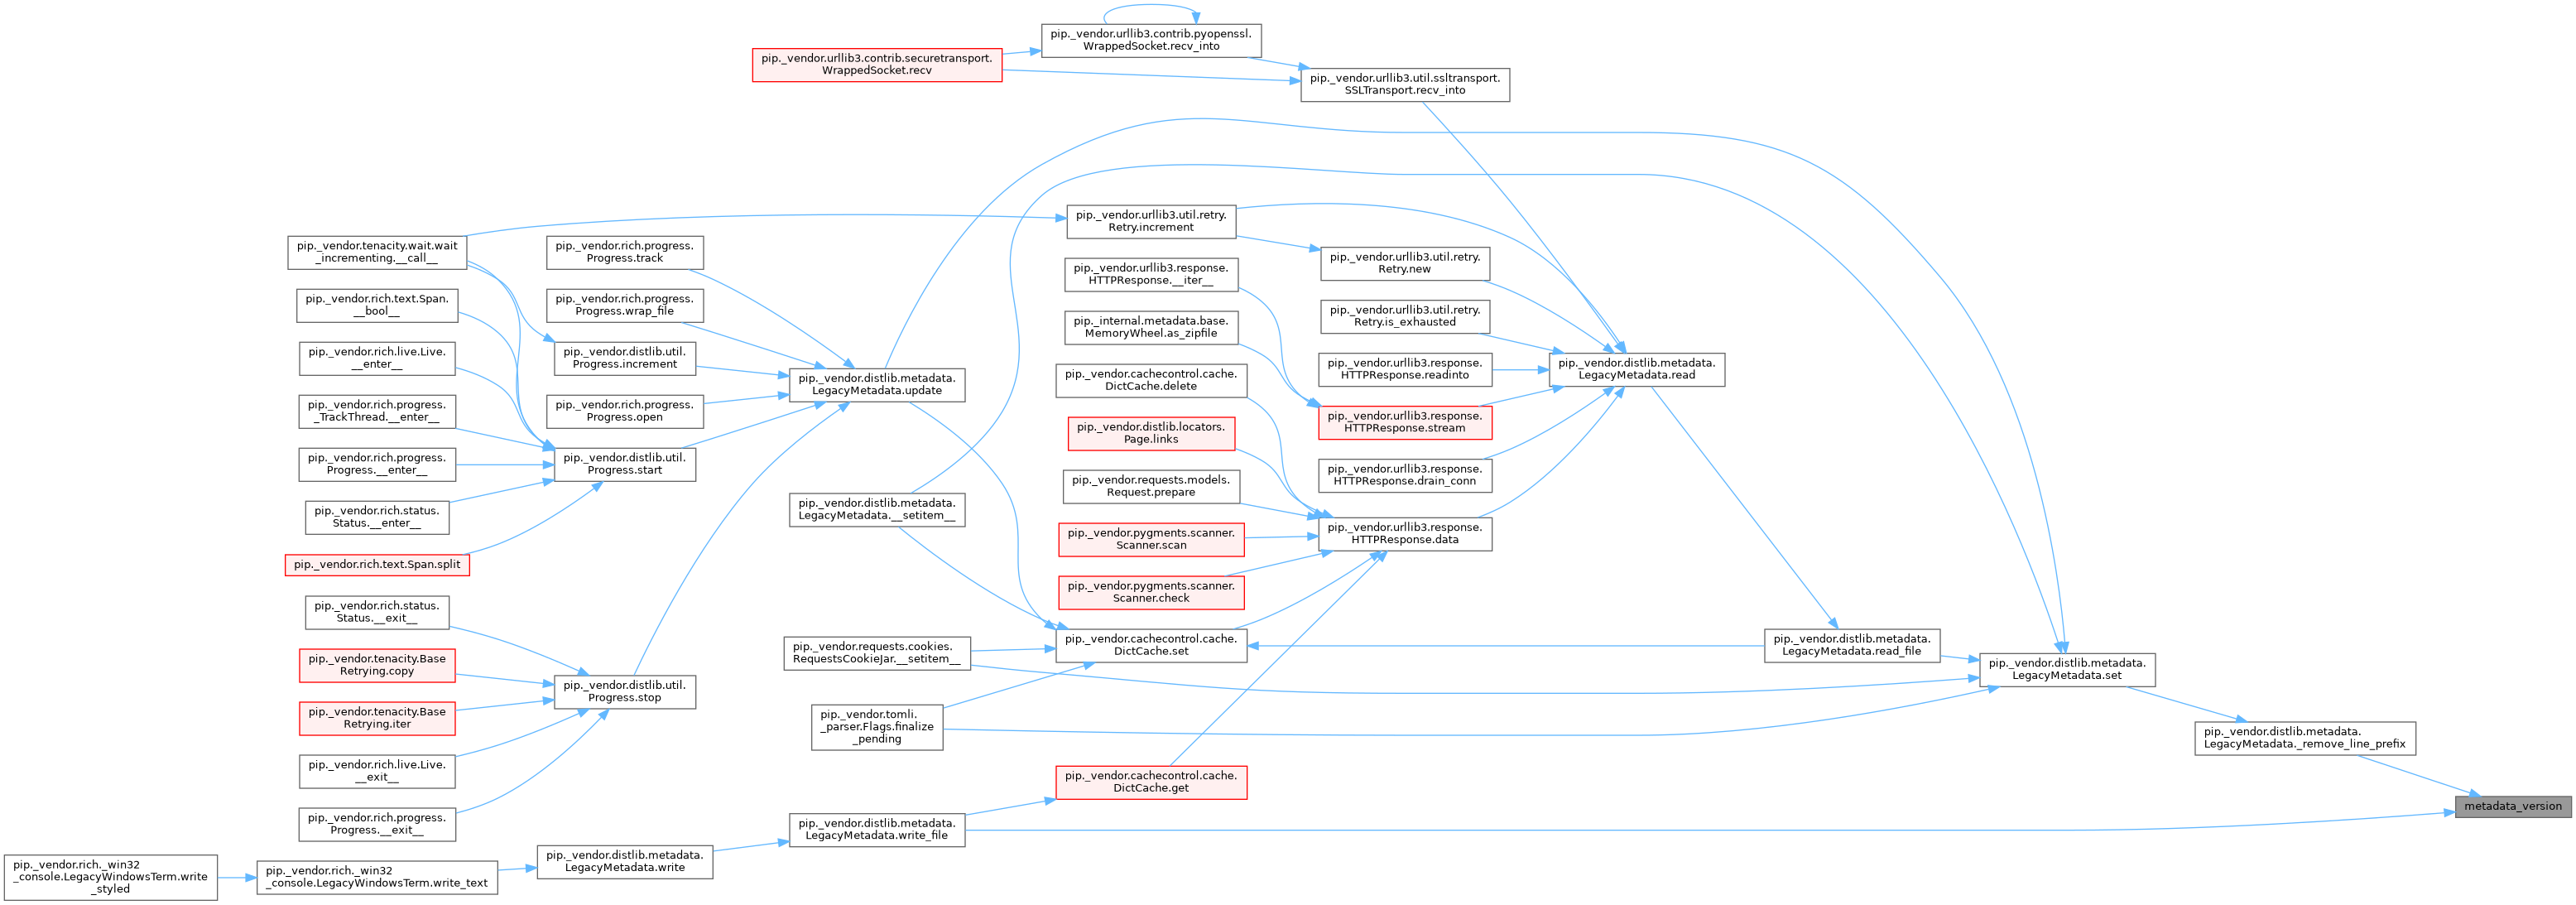 pip._vendor.urllib3.contrib.pyopenssl.
WrappedSocket.recv_into
pip._vendor.urllib3.contrib.securetransport.
WrappedSocket.recv
pip._vendor.urllib3.util.ssltransport.
SSLTransport.recv_into
pip._vendor.urllib3.util.retry.
Retry.increment
pip._vendor.tenacity.wait.wait
_incrementing.__call__
pip._vendor.rich.progress.
Progress.track
pip._vendor.urllib3.util.retry.
Retry.new
pip._vendor.urllib3.response.
HTTPResponse.__iter__
pip._vendor.rich.text.Span.
__bool__
pip._vendor.rich.progress.
Progress.wrap_file
pip._vendor.urllib3.util.retry.
Retry.is_exhausted
pip._internal.metadata.base.
MemoryWheel.as_zipfile
pip._vendor.rich.live.Live.
__enter__
pip._vendor.distlib.util.
Progress.increment
pip._vendor.distlib.metadata.
LegacyMetadata.update
pip._vendor.cachecontrol.cache.
DictCache.delete
pip._vendor.urllib3.response.
HTTPResponse.readinto
pip._vendor.distlib.metadata.
LegacyMetadata.read
pip._vendor.rich.progress.
_TrackThread.__enter__
pip._vendor.rich.progress.
Progress.open
pip._vendor.distlib.locators.
Page.links
pip._vendor.urllib3.response.
HTTPResponse.stream
pip._vendor.rich.progress.
Progress.__enter__
pip._vendor.distlib.util.
Progress.start
pip._vendor.requests.models.
Request.prepare
pip._vendor.urllib3.response.
HTTPResponse.drain_conn
pip._vendor.rich.status.
Status.__enter__
pip._vendor.distlib.metadata.
LegacyMetadata.__setitem__
pip._vendor.pygments.scanner.
Scanner.scan
pip._vendor.urllib3.response.
HTTPResponse.data
pip._vendor.rich.text.Span.split
pip._vendor.pygments.scanner.
Scanner.check
pip._vendor.rich.status.
Status.__exit__
pip._vendor.requests.cookies.
RequestsCookieJar.__setitem__
pip._vendor.cachecontrol.cache.
DictCache.set
pip._vendor.distlib.metadata.
LegacyMetadata.read_file
pip._vendor.tenacity.Base
Retrying.copy
pip._vendor.distlib.util.
Progress.stop
pip._vendor.distlib.metadata.
LegacyMetadata.set
pip._vendor.tenacity.Base
Retrying.iter
pip._vendor.tomli.
_parser.Flags.finalize
_pending
pip._vendor.distlib.metadata.
LegacyMetadata._remove_line_prefix
pip._vendor.rich.live.Live.
__exit__
pip._vendor.cachecontrol.cache.
DictCache.get
metadata_version
pip._vendor.rich.progress.
Progress.__exit__
pip._vendor.distlib.metadata.
LegacyMetadata.write_file
pip._vendor.rich._win32
_console.LegacyWindowsTerm.write
_styled
pip._vendor.rich._win32
_console.LegacyWindowsTerm.write_text
pip._vendor.distlib.metadata.
LegacyMetadata.write